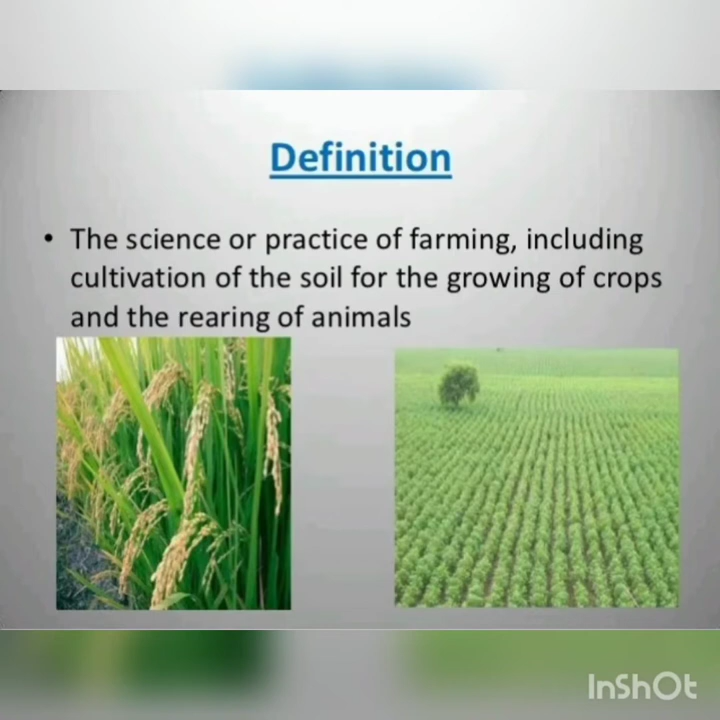 Definition
• The science or practice of farming, including
cultivation of the soil for the growing of crops
and the rearing of animals
InShOt